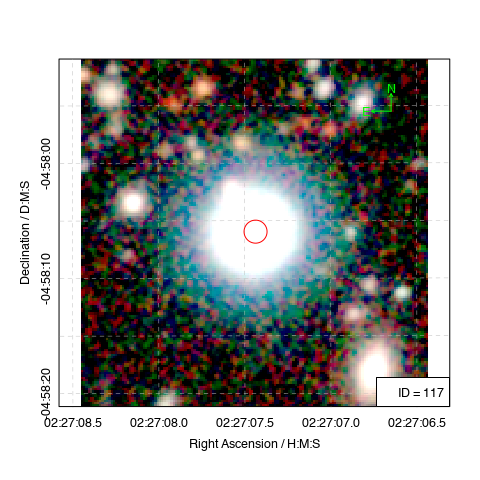 N
-04:58:00
-04:58:10
-04:58:20
Declination / D:M:S
ID = 117
02:27:08.5 02:27:08.0 02:27:07.5 02:27:07.0 02:27:06.5
Right Ascension / H:M:S